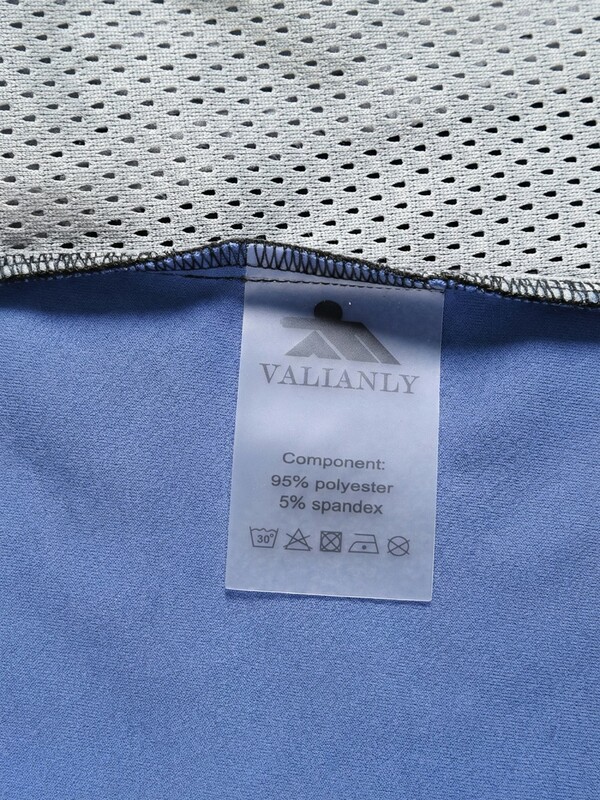 VALIANLY
Component:
95% polyester
5% spandex
30°